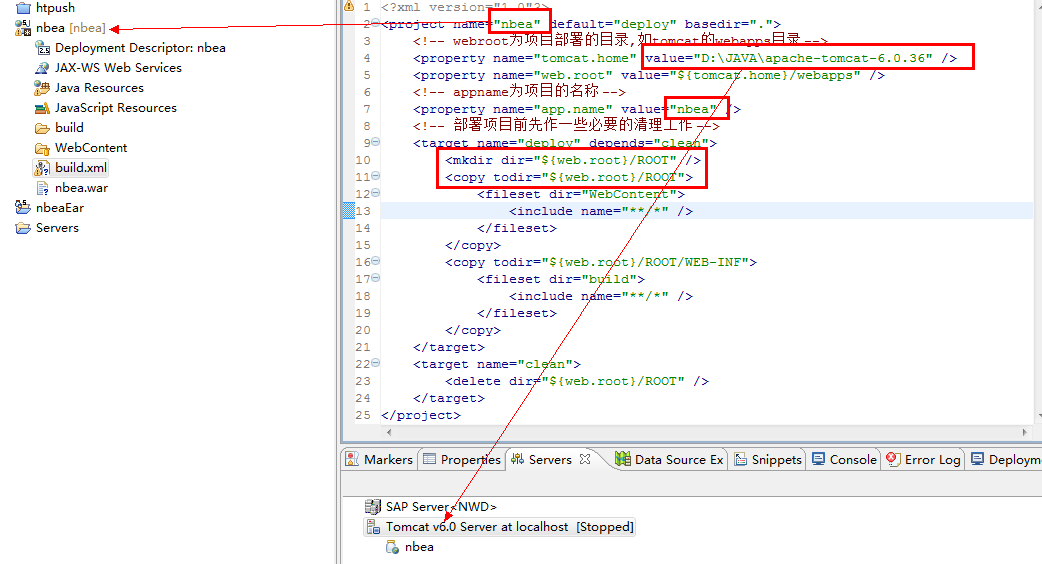 htpush
nbea [nbea]
Deployment Descriptor: nbea
JAX-WS Web Services
Java Resources
JavaScript Resources
build
WebContent
build.xml
nbea.war
nbeaEar
Servers
1 <?xml version="1.0"?>
2 <project name="nbea" default="deploy" basedir=".">
3 <!-- webroot为项目部署的目录,如tomcat的webapps目录 -->
4 <property name="tomcat.home" value="D:\JAVA\apache-tomcat-6.0.36" />
5 <property name="web.root" value="${tomcat.home}/webapps" />
6 <!-- appname为项目的名称 -->
7 <property name="app.name" value="nbea" />
8 <!-- 部署项目前先作一些必要的清理工作 -->
9 <target name="deploy" depends="clean">
10 <mkdir dir="${web.root}/ROOT" />
11 <copy todir="${web.root}/ROOT">
12 <fileset dir="WebContent">
13 <include name="**/*" />
14 </fileset>
15 </copy>
16 <copy todir="${web.root}/ROOT/WEB-INF">
17 <fileset dir="build">
18 <include name="**/*" />
19 </fileset>
20 </copy>
21 </target>
22 <target name="clean">
23 <delete dir="${web.root}/ROOT" />
24 </target>
25 </project>
Markers Properties Servers Data Source Ex Snippets Console Error Log Deploym
SAP Server <NWD>
Tomcat v6.0 Server at localhost [Stopped]
nbea